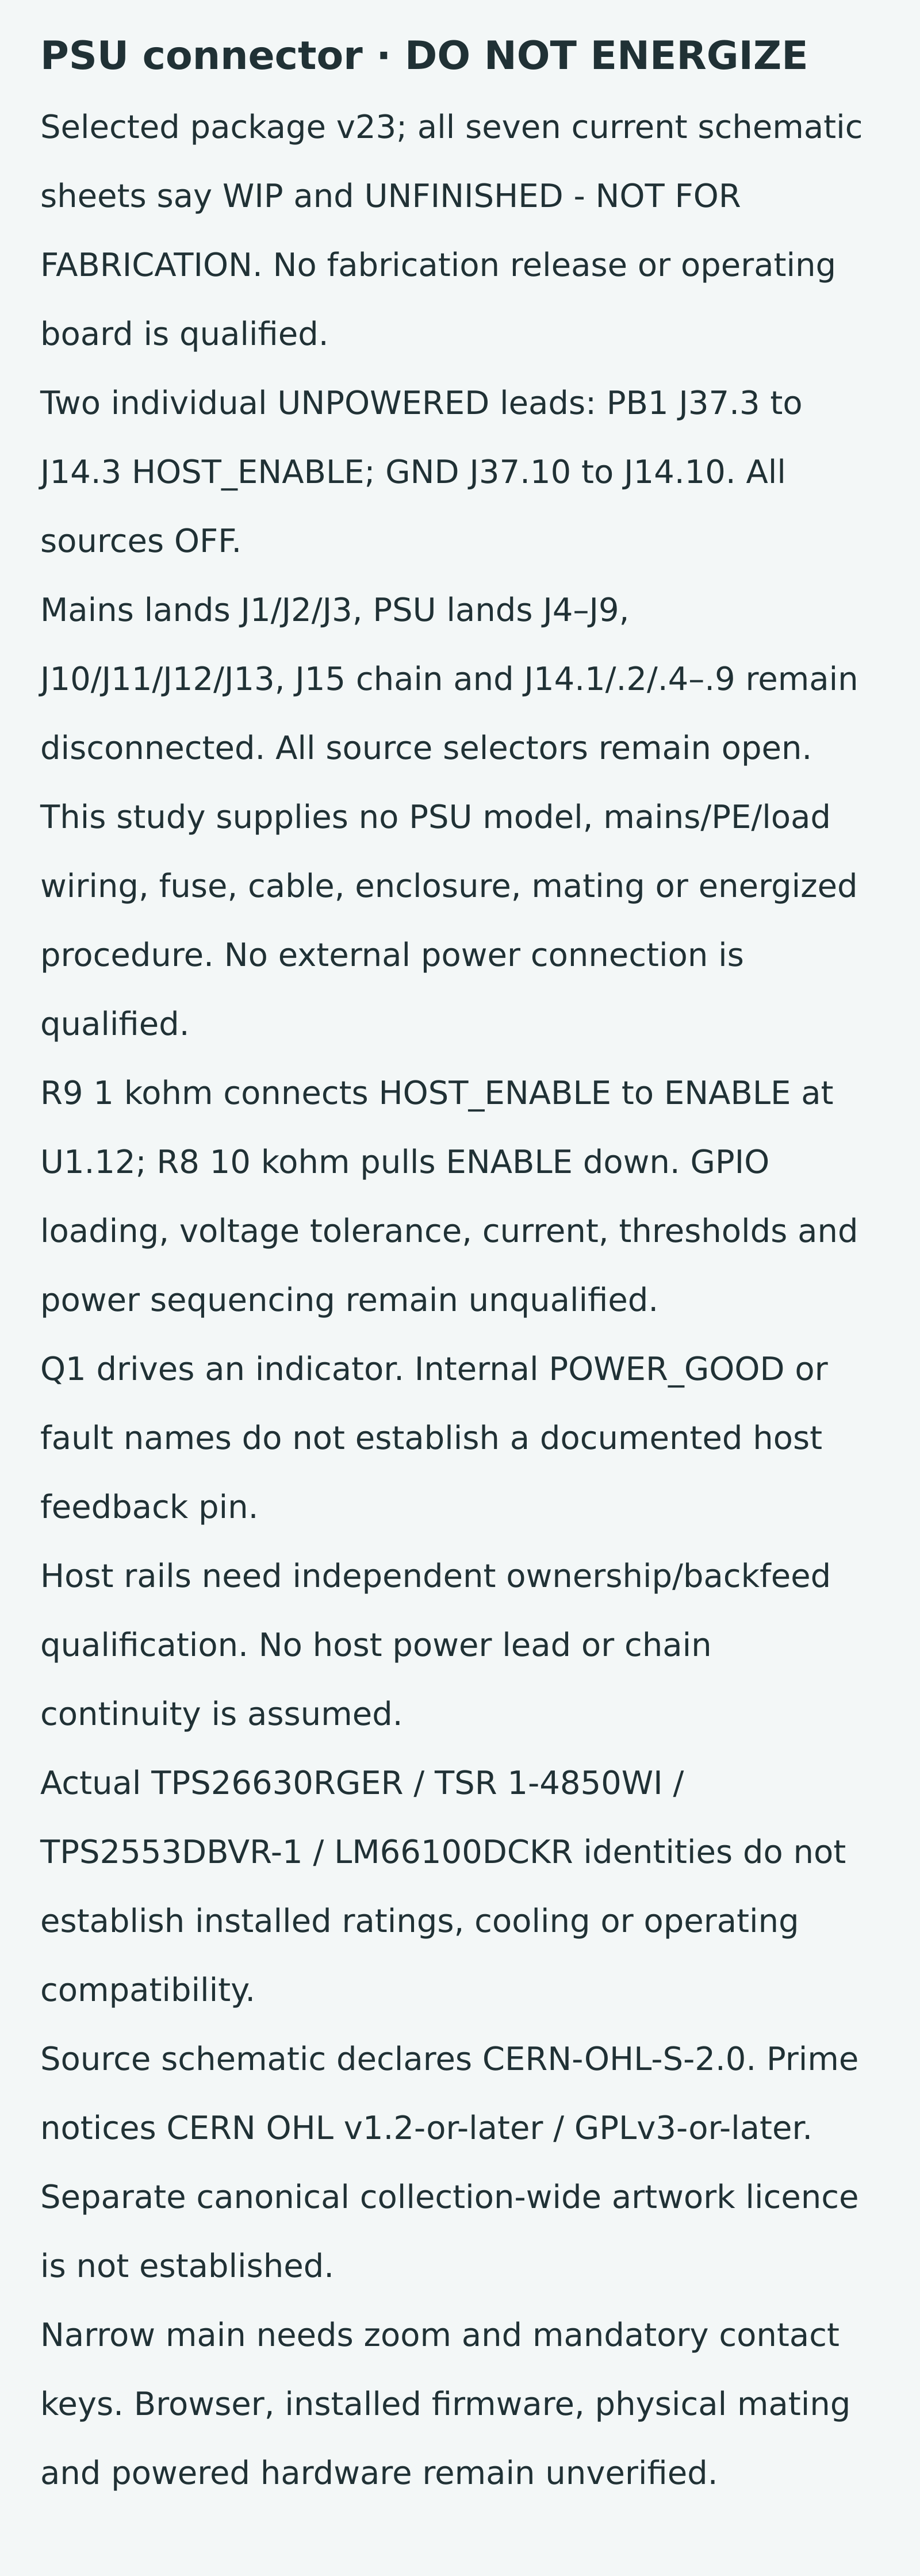 PSU connector · DO NOT ENERGIZE
Selected package v23; all seven current schematic
sheets say WIP and UNFINISHED - NOT FOR
FABRICATION. No fabrication release or operating
board is qualified.
Two individual UNPOWERED leads: PB1 J37.3 to
J14.3 HOST_ENABLE; GND J37.10 to J14.10. All
sources OFF.
Mains lands J1/J2/J3, PSU lands J4–J9,
J10/J11/J12/J13, J15 chain and J14.1/.2/.4–.9 remain
disconnected. All source selectors remain open.
This study supplies no PSU model, mains/PE/load
wiring, fuse, cable, enclosure, mating or energized
procedure. No external power connection is
qualified.
R9 1 kohm connects HOST_ENABLE to ENABLE at
U1.12; R8 10 kohm pulls ENABLE down. GPIO
loading, voltage tolerance, current, thresholds and
power sequencing remain unqualified.
Q1 drives an indicator. Internal POWER_GOOD or
fault names do not establish a documented host
feedback pin.
Host rails need independent ownership/backfeed
qualification. No host power lead or chain
continuity is assumed.
Actual TPS26630RGER / TSR 1-4850WI /
TPS2553DBVR-1 / LM66100DCKR identities do not
establish installed ratings, cooling or operating
compatibility.
Source schematic declares CERN-OHL-S-2.0. Prime
notices CERN OHL v1.2-or-later / GPLv3-or-later.
Separate canonical collection-wide artwork licence
is not established.
Narrow main needs zoom and mandatory contact
keys. Browser, installed firmware, physical mating
and powered hardware remain unverified.